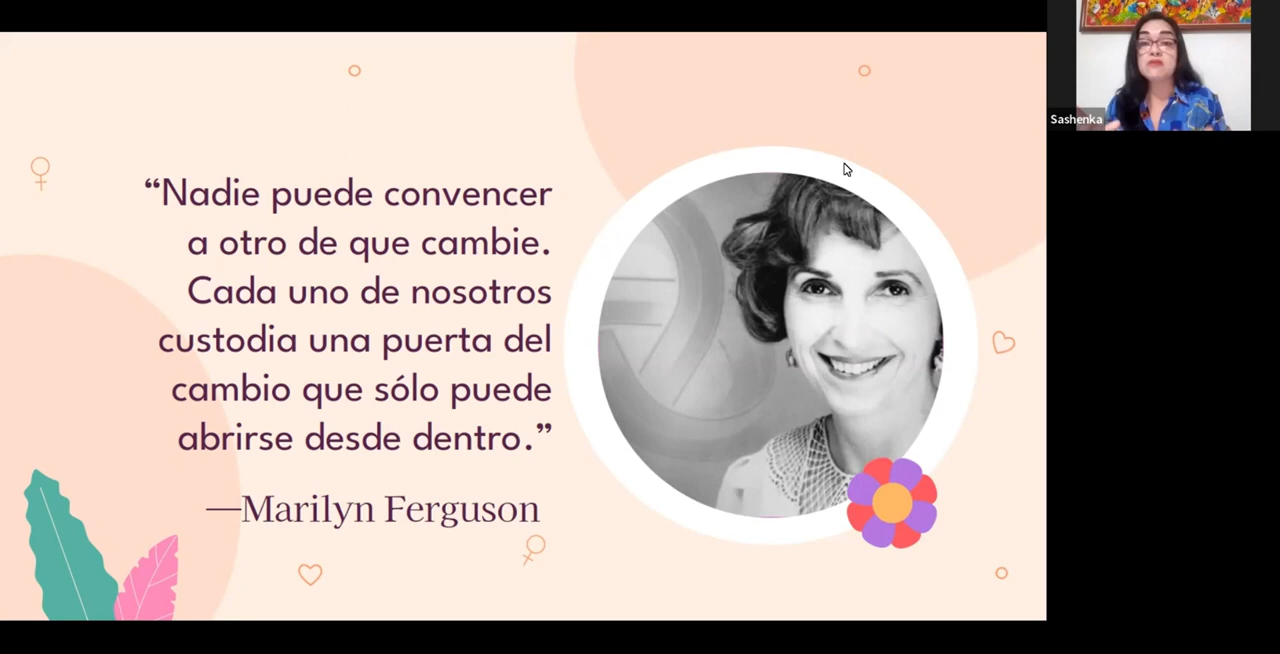 “Nadie puede convencer
a otro de que cambie.
Cada uno de nosotros
custodia una puerta del
cambio que sólo puede
abrirse desde dentro.”
—Marilyn Ferguson
Sashenka